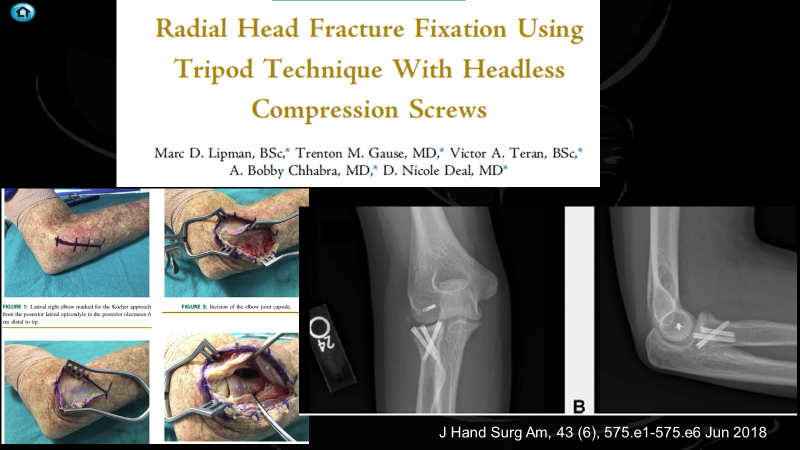 Radial Head Fracture Fixation Using
Tripod Technique With Headless
Compression Screws
Marc D. Lipman, BSc,* Trenton M. Gause, MD,* Victor A. Teran, BSc,*
A. Bobby Chhabra, MD,* D. Nicole Deal, MD*
FIGURE 1: Lateral right elbow marked for the Kocher approach
from the posterior lateral epicondyle to the posterior olecranon 6
cm distal to tip.
FIGURE 3: Incision of the elbow joint capsule.
24
B
J Hand Surg Am, 43 (6), 575.e1-575.e6 Jun 2018